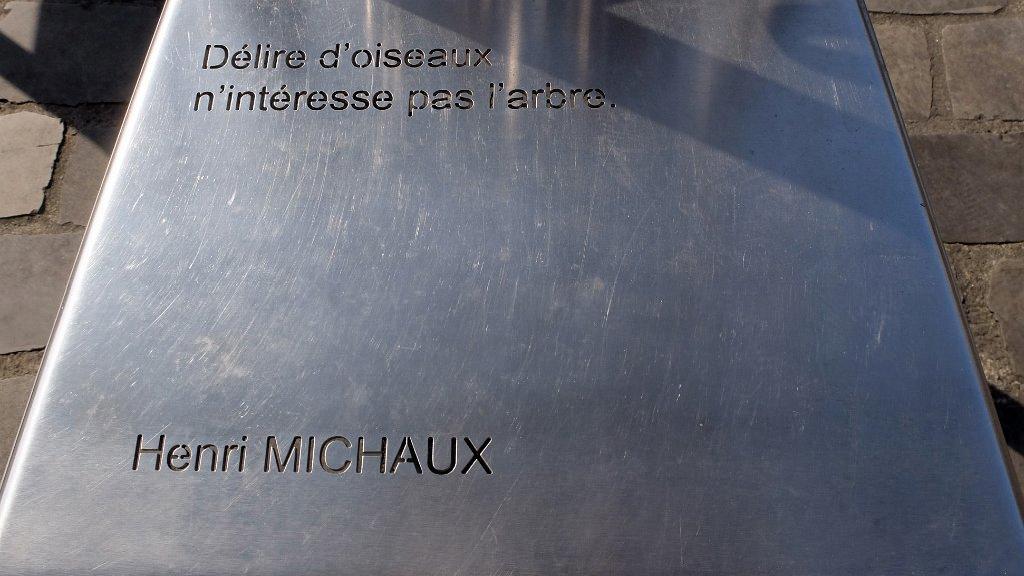 Délire d'oiseaux
n'intéresse pas l'arbre.
Henri MICHAUX